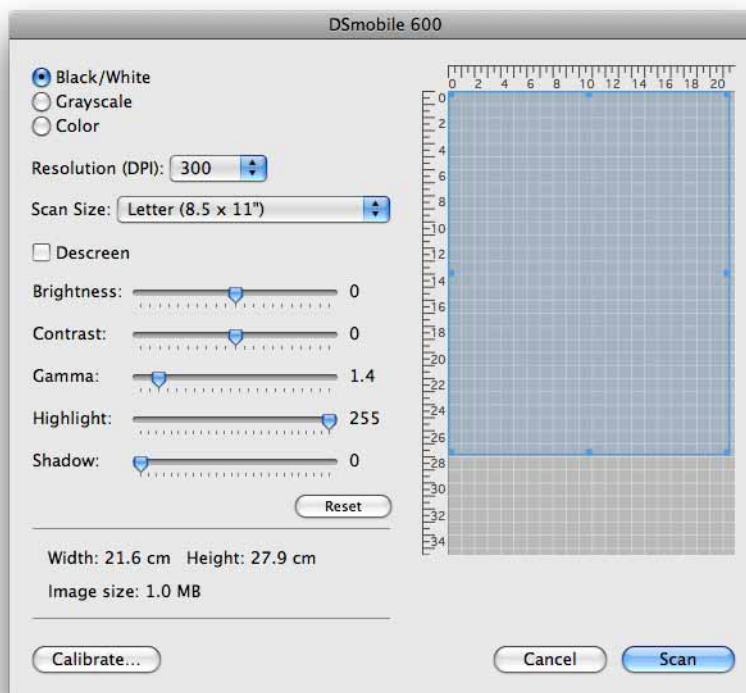 DSmobile 600
Black/White
Grayscale
Color
Resolution (DPI): 300
Scan Size: Letter (8.5 x 11")
Descreen
Brightness: 0
Contrast: 0
Gamma: 1.4
Highlight: 255
Shadow: 0
Reset
Width: 21.6 cm Height: 27.9 cm
Image size: 1.0 MB
Calibrate...
0 2 4 6 8 10 12 14 16 18 20
0
2
4
6
8
10
12
14
16
18
20
22
24
26
28
30
32
34
Cancel Scan